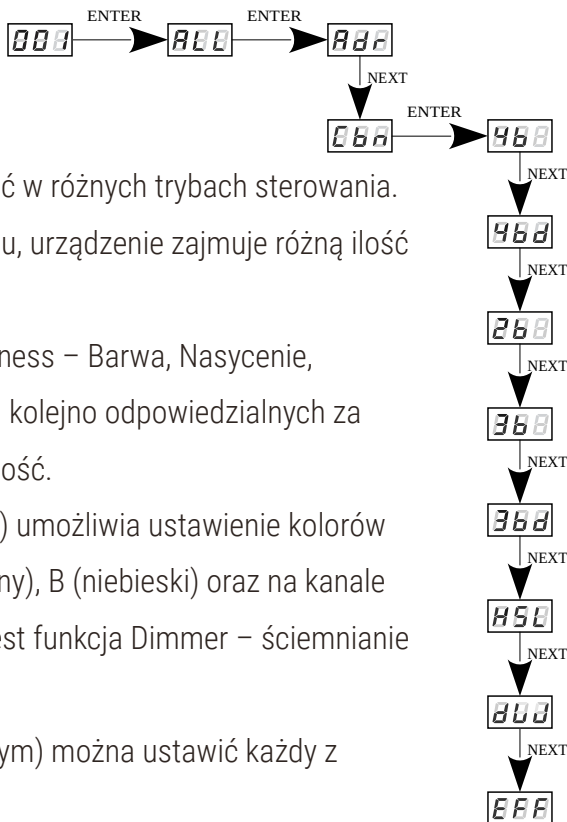 ENTER ENTER
001 ALL Adr
NEXT
ENTER
Cbn 4b
NEXT
ć w różnych trybach sterowania.
4bd
u, urządzenie zajmuje różną ilość
NEXT
2b
ness – Barwa, Nasycenie,
NEXT
kolejno odpowiedzialnych za
3b
ość.
NEXT
) umożliwia ustawienie kolorów
3bd
ny), B (niebieski) oraz na kanale
NEXT
HSL
est funkcja Dimmer – ściemnianie
NEXT
dUd
ym) można ustawić każdy z
NEXT
EFF